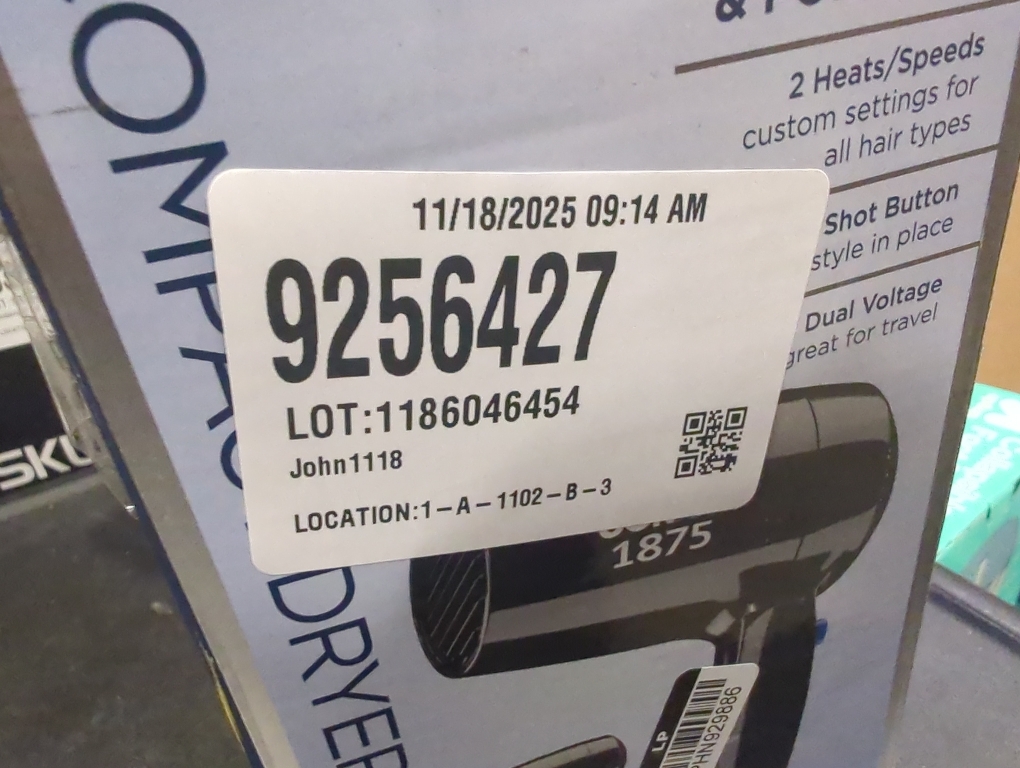 2 Heats/Speeds
custom settings for
all hair types
Shot Button
style in place
Dual Voltage
great for travel
11/18/2025 09:14 AM
9256427
LOT:1186046454
John1118
LOCATION:1-A-1102-B-3
1875
DRYER
LP
SKU